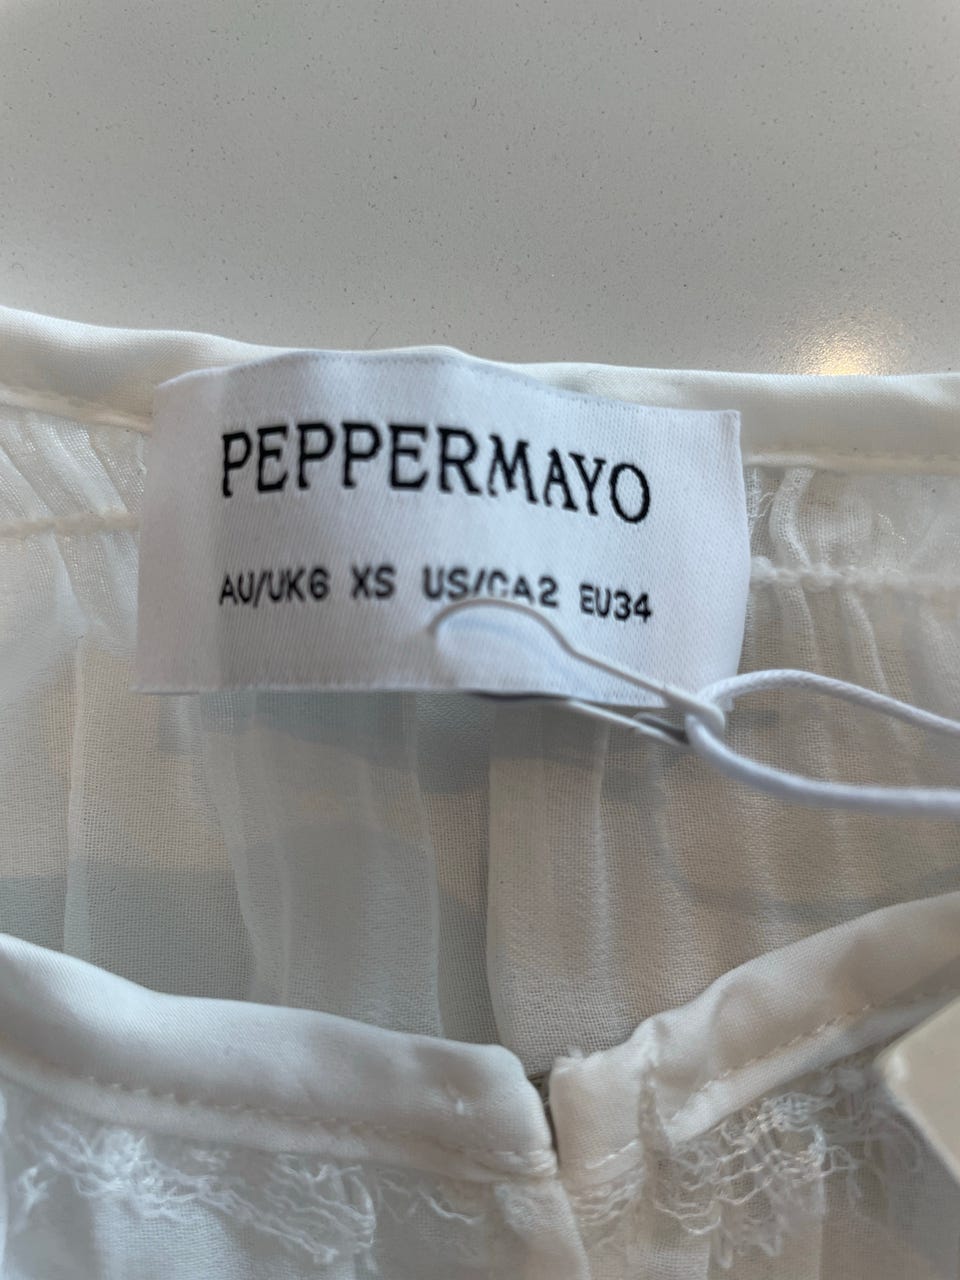 PEPPERMAYO
AU/UK6 XS US/CA2 EU34